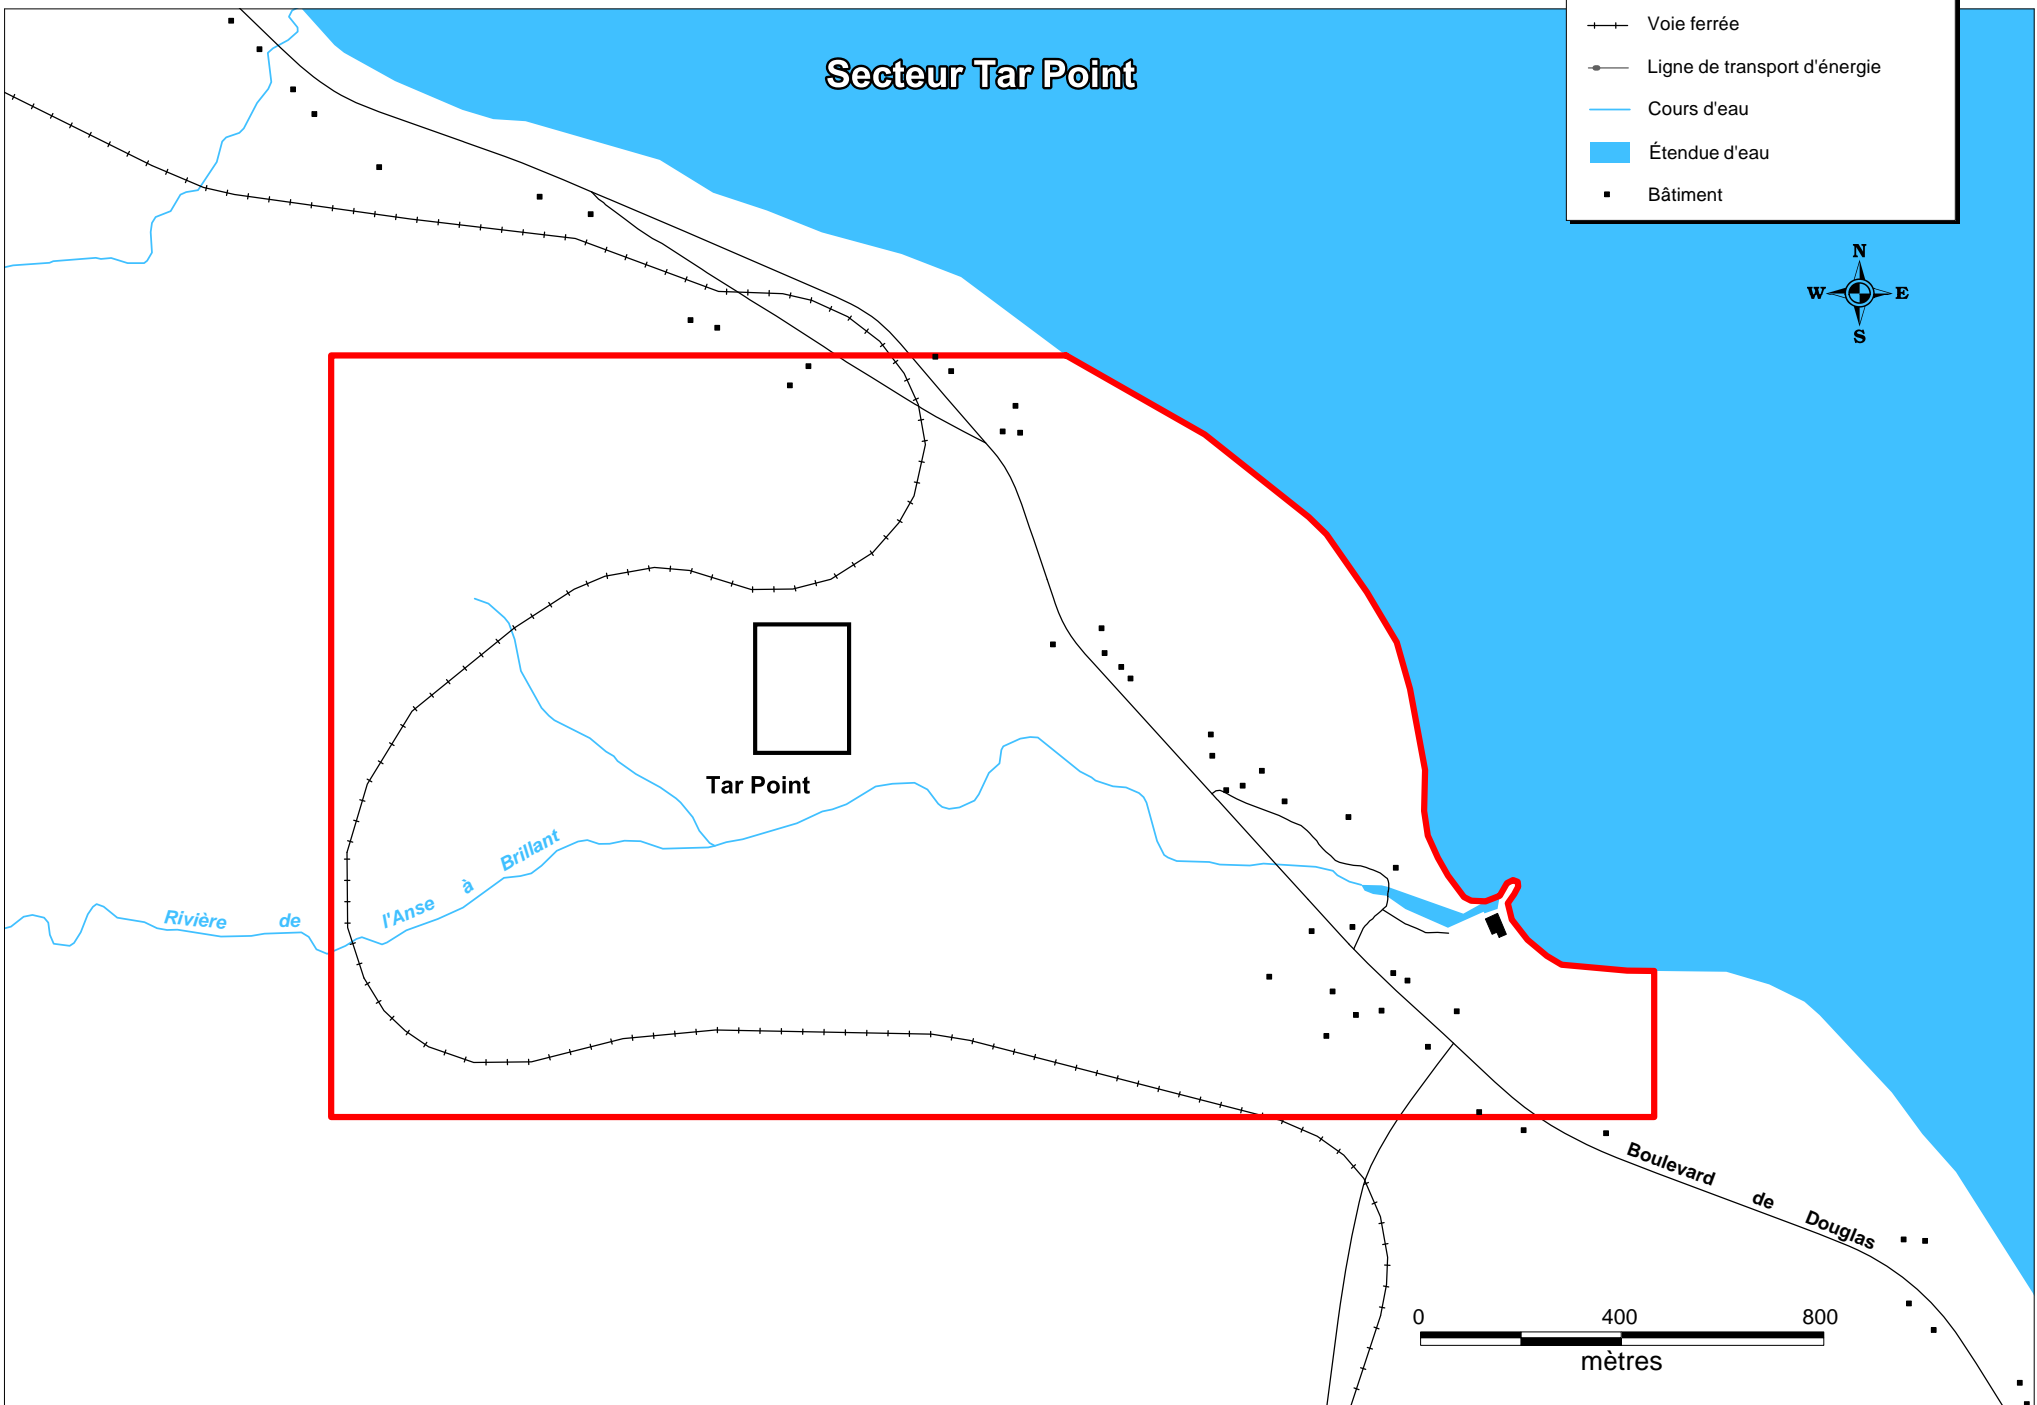 Voie ferrée
Secteur Tar Point
Ligne de transport d'énergie
Cours d'eau
Étendue d'eau
Bâtiment
N
W E
S
Tar Point
Rivière de l'Anse à Brillant
Boulevard de Douglas
0 400 800
mètres